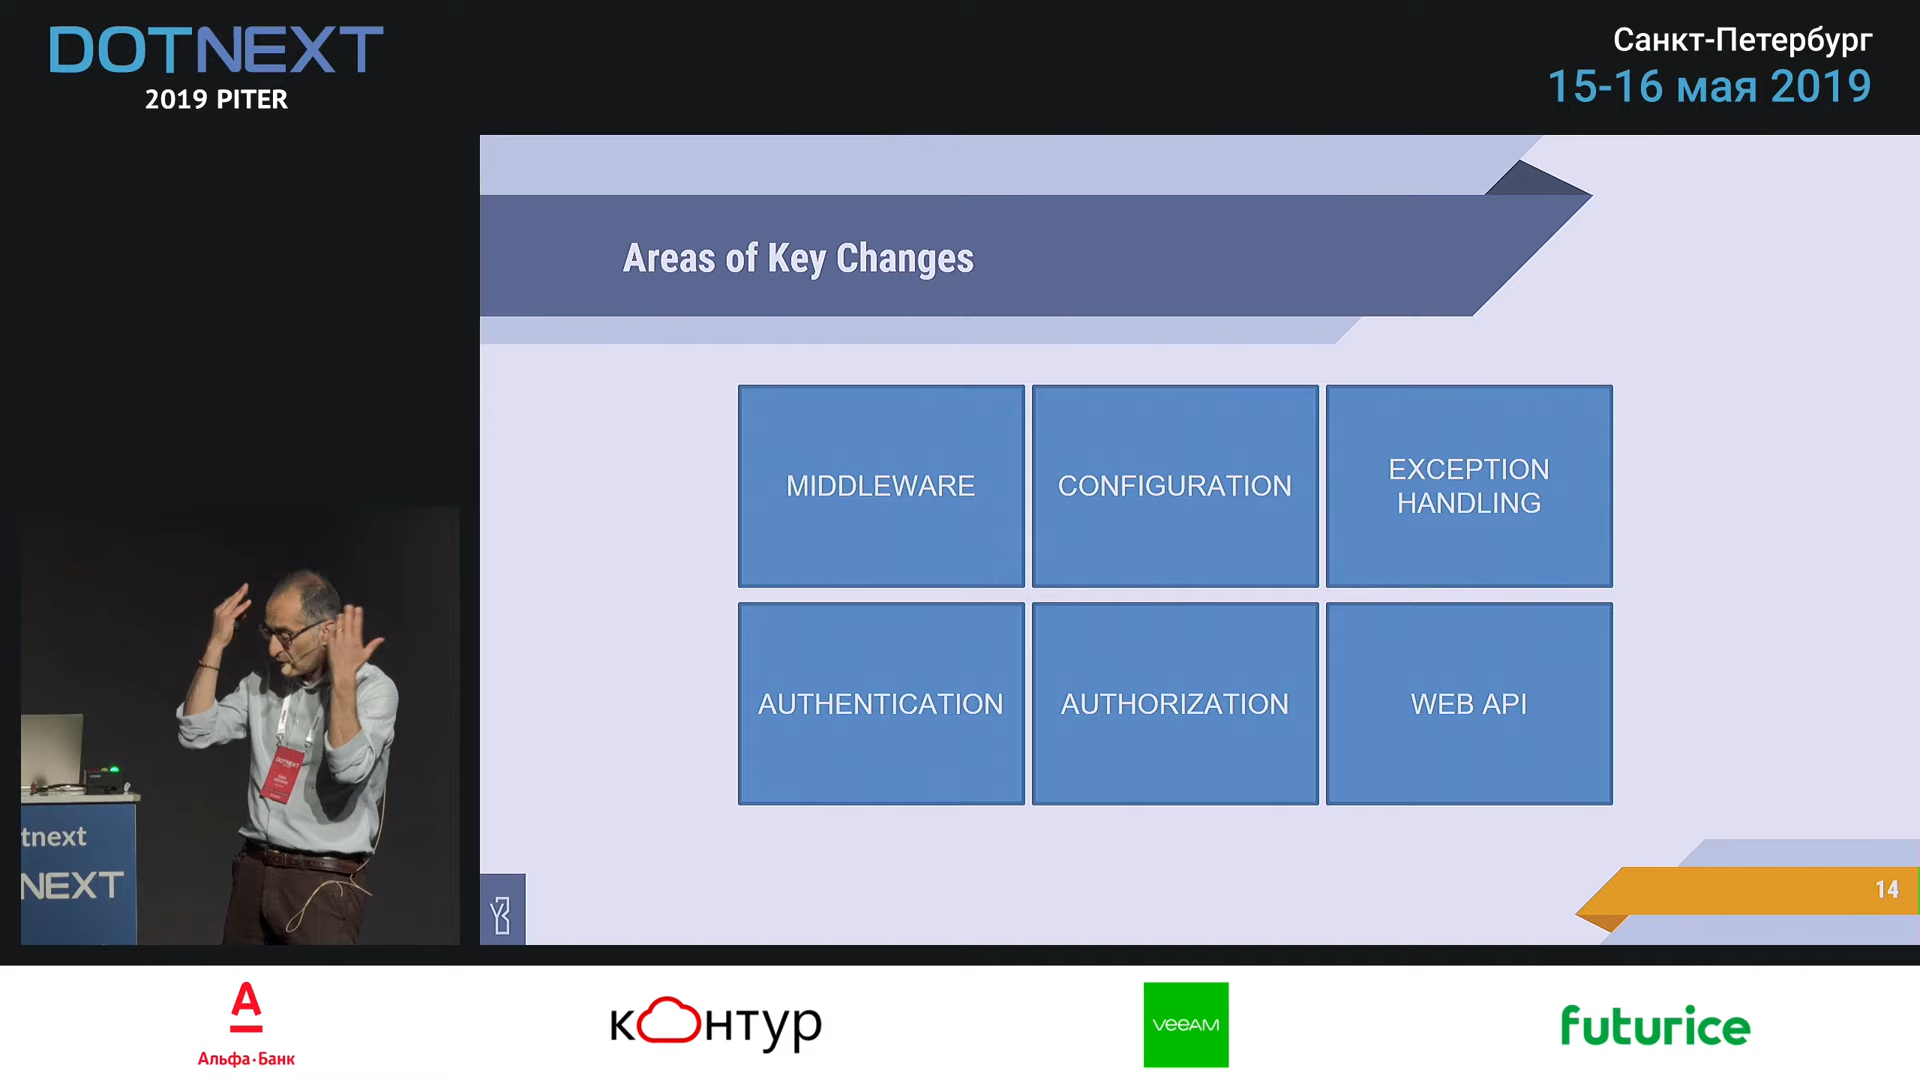 DOTNEXT
2019 PITER
Санкт-Петербург
15-16 мая 2019
Areas of Key Changes
MIDDLEWARE
CONFIGURATION
EXCEPTION
HANDLING
AUTHENTICATION
AUTHORIZATION
WEB API
14
DOTNEXT
tnext
NEXT
Альфа·Банк
контур
veeam
futurice